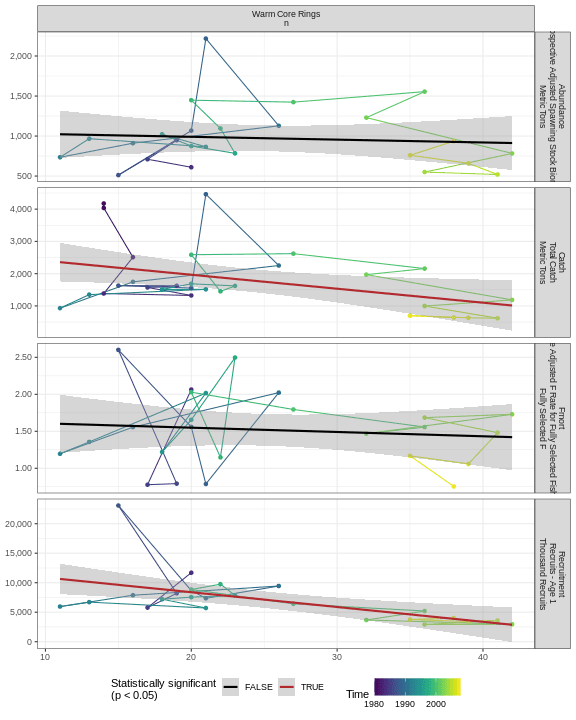 Warm Core Rings
n
2,000
1,500
1,000
500
Abundance
Adjusted Spawning Stock
Metric Tons
4,000
3,000
2,000
1,000
Catch
Total Catch
Metric Tons
2.50
2.00
1.50
1.00
Fmort
Adjusted F Rate for Fully Selected Fish
Fully Selected F
20,000
15,000
10,000
5,000
0
Recruitment
Recruits - Age 1
Thousand Recruits
10 20 30 40
Statistically significant
(p < 0.05)
FALSE TRUE
Time
1980 1990 2000